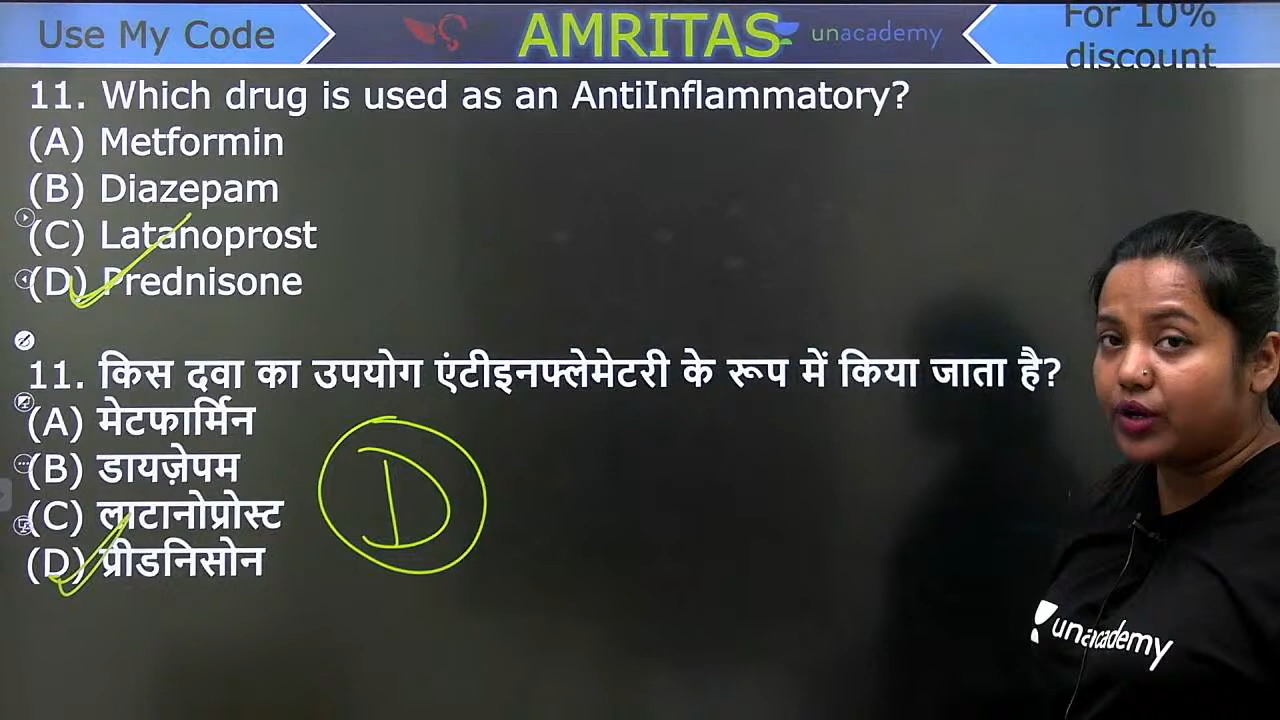 Use My Code
AMRITAS
unacademy
For 10%
discount
11. Which drug is used as an AntiInflammatory?
(A) Metformin
(B) Diazepam
(C) Latanoprost
(D) Prednisone
11. किस दवा का उपयोग एंटीइनफ्लेमेटरी के रूप में किया जाता है?
(A) मेटफार्मिन
(B) डायज़ेपम
(C) लाटानोप्रोस्ट
(D) प्रीडनिसोन
D
unacademy